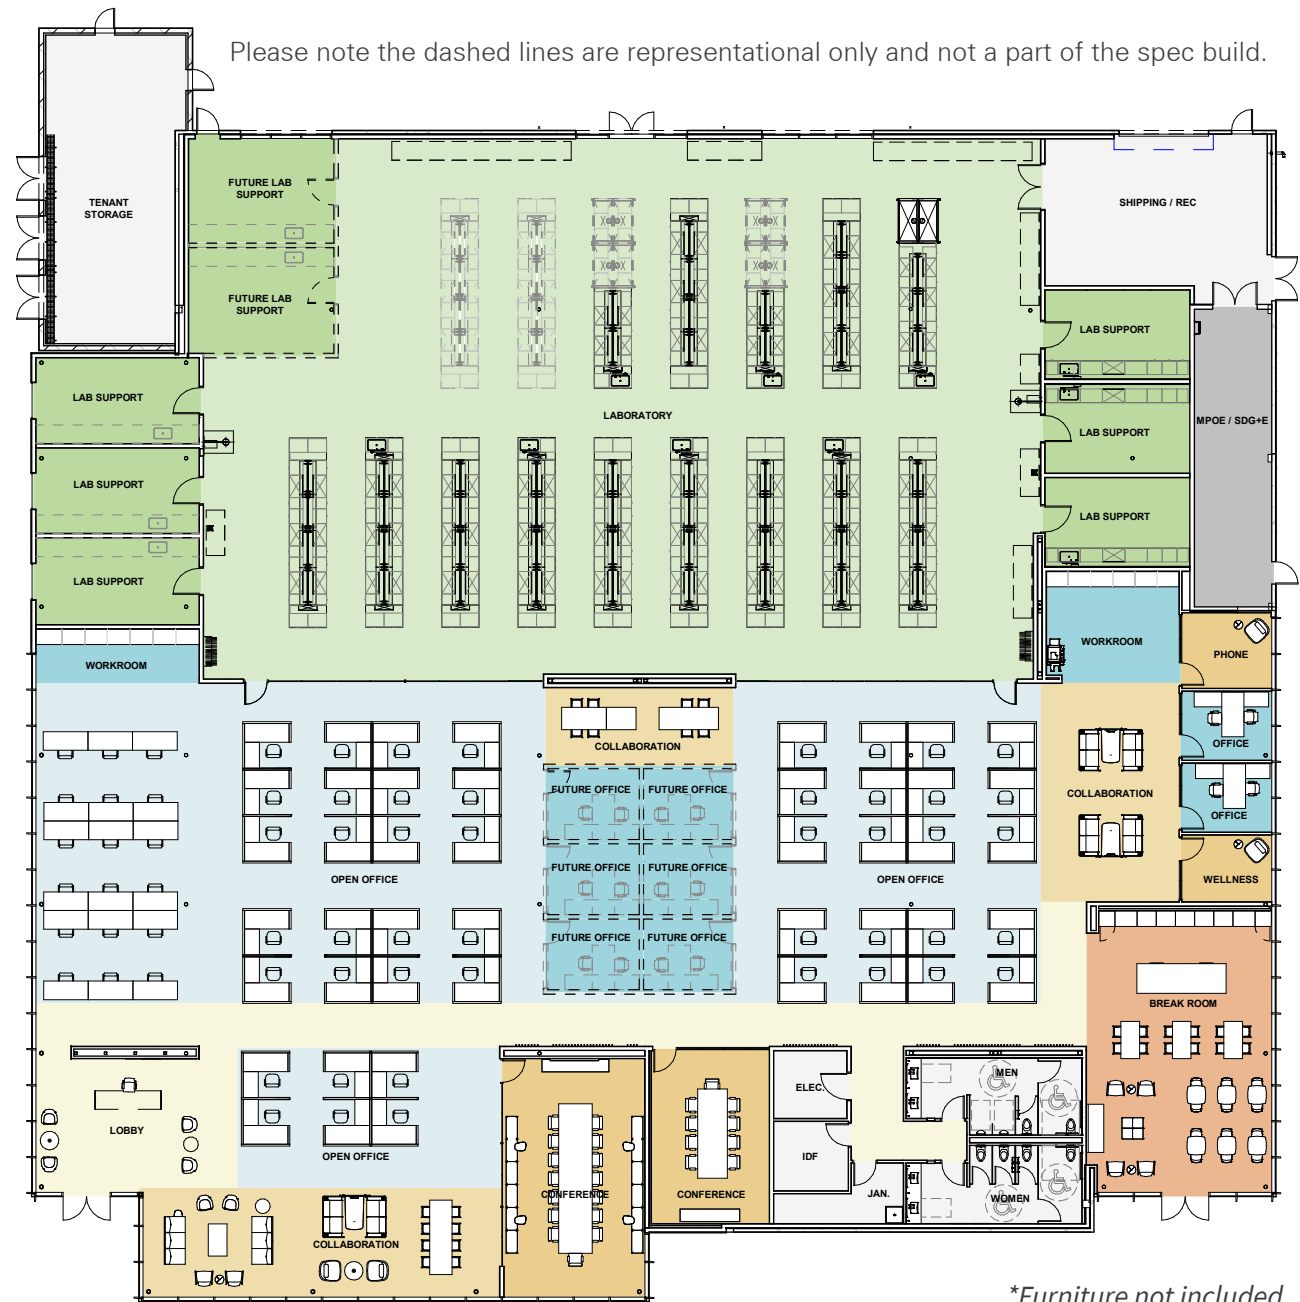 Please note the dashed lines are representational only and not a part of the spec build.
TENANT
STORAGE
FUTURE LAB
SUPPORT
FUTURE LAB
SUPPORT
SHIPPING / REC
LAB SUPPORT
LAB SUPPORT
LAB SUPPORT
MPOE / SDG+E
LABORATORY
LAB SUPPORT
LAB SUPPORT
LAB SUPPORT
WORKROOM
WORKROOM
PHONE
OFFICE
OFFICE
WELLNESS
COLLABORATION
COLLABORATION
FUTURE OFFICE
FUTURE OFFICE
FUTURE OFFICE
FUTURE OFFICE
FUTURE OFFICE
FUTURE OFFICE
OPEN OFFICE
OPEN OFFICE
BREAK ROOM
LOBBY
OPEN OFFICE
COLLABORATION
CONFERENCE
CONFERENCE
ELEC.
IDF
JAN.
MEN
WOMEN
*Furniture not included